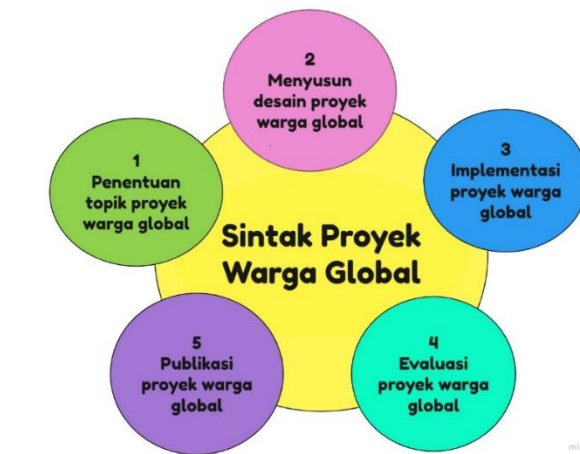 Sintak Proyek
Warga Global
1
Penentuan
topik proyek
warga global
2
Menyusun
desain proyek
warga global
3
Implementasi
proyek warga
global
4
Evaluasi
proyek warga
global
5
Publikasi
proyek warga
global